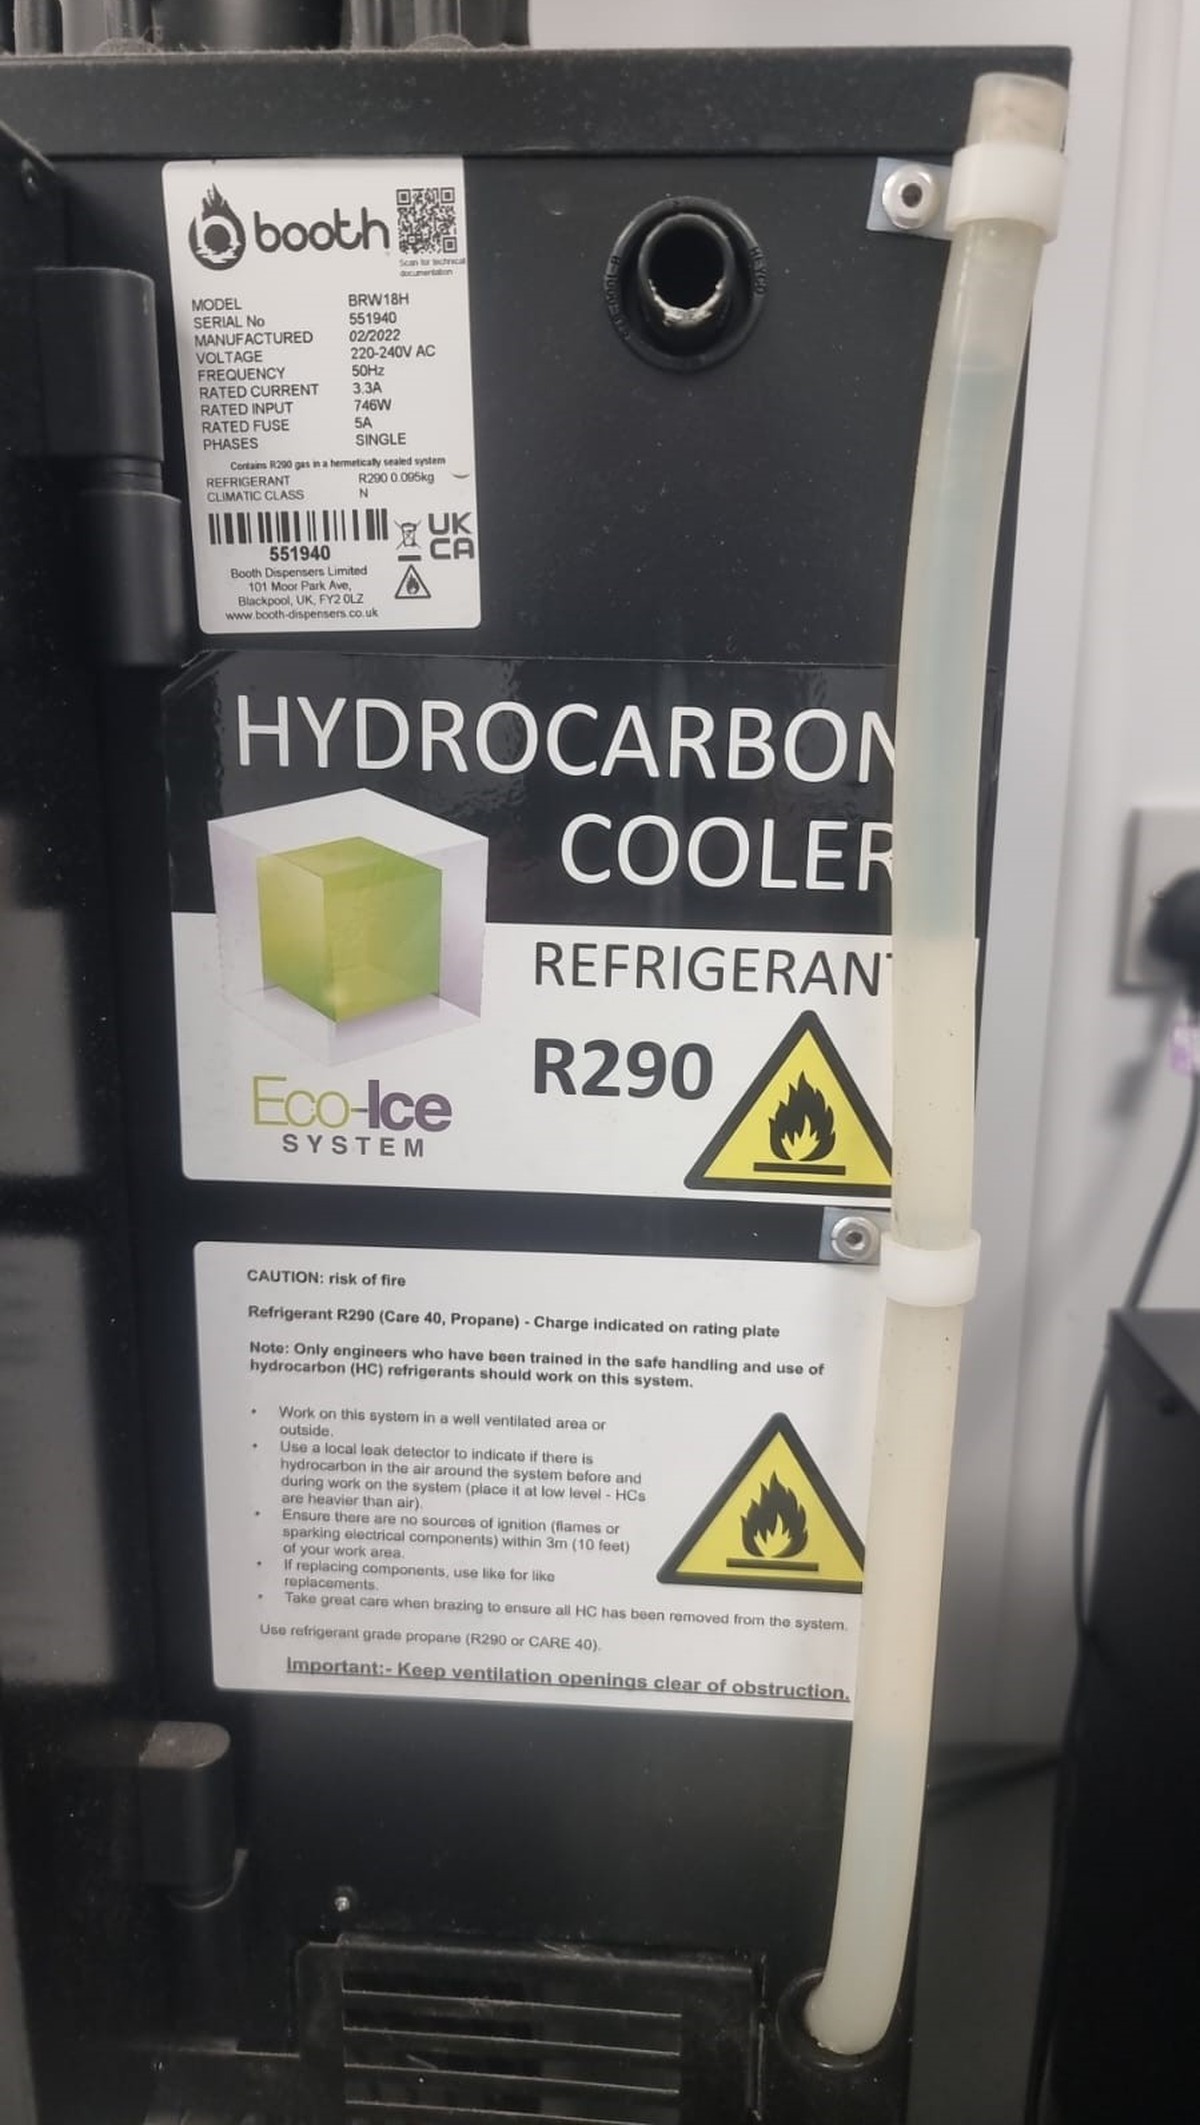 booth
Scan for technical
documentation
MODEL BRW18H
SERIAL No 551940
MANUFACTURED 02/2022
VOLTAGE 220-240V AC
FREQUENCY 50Hz
RATED CURRENT 3.3A
RATED INPUT 746W
RATED FUSE 5A
PHASES SINGLE
Contains R290 gas in a hermetically sealed system
REFRIGERANT R290 0.095kg
CLIMATIC CLASS N
UK
CA
551940
Booth Dispensers Limited
101 Moor Park Ave,
Blackpool, UK, FY2 0LZ
www.booth-dispensers.co.uk
HYDROCARBON
COOLER
REFRIGERANT
R290
Eco-Ice
SYSTEM
CAUTION: risk of fire
Refrigerant R290 (Care 40, Propane) - Charge indicated on rating plate
Note: Only engineers who have been trained in the safe handling and use of
hydrocarbon (HC) refrigerants should work on this system.
• Work on this system in a well ventilated area or
outside.
• Use a local leak detector to indicate if there is
hydrocarbon in the air around the system before and
during work on the system (place it at low level - HCs
are heavier than air).
• Ensure there are no sources of ignition (flames or
sparking electrical components) within 3m (10 feet)
of your work area.
• If replacing components, use like for like
replacements.
• Take great care when brazing to ensure all HC has been removed from the system.
Use refrigerant grade propane (R290 or CARE 40).
Important:- Keep ventilation openings clear of obstruction.